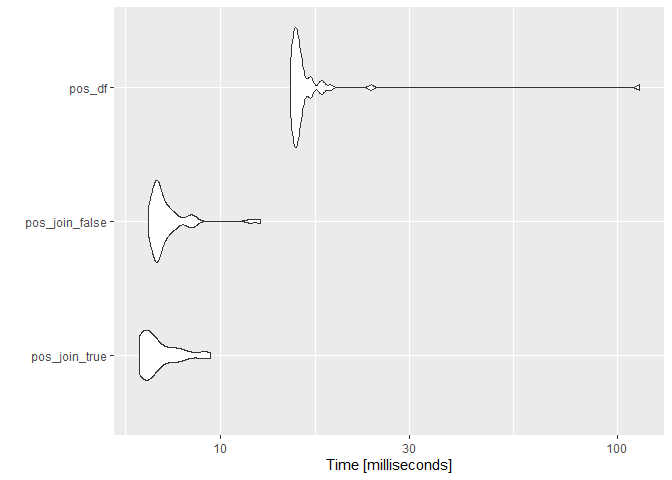 pos_df
pos_join_false
pos_join_true
10 30 100
Time [milliseconds]